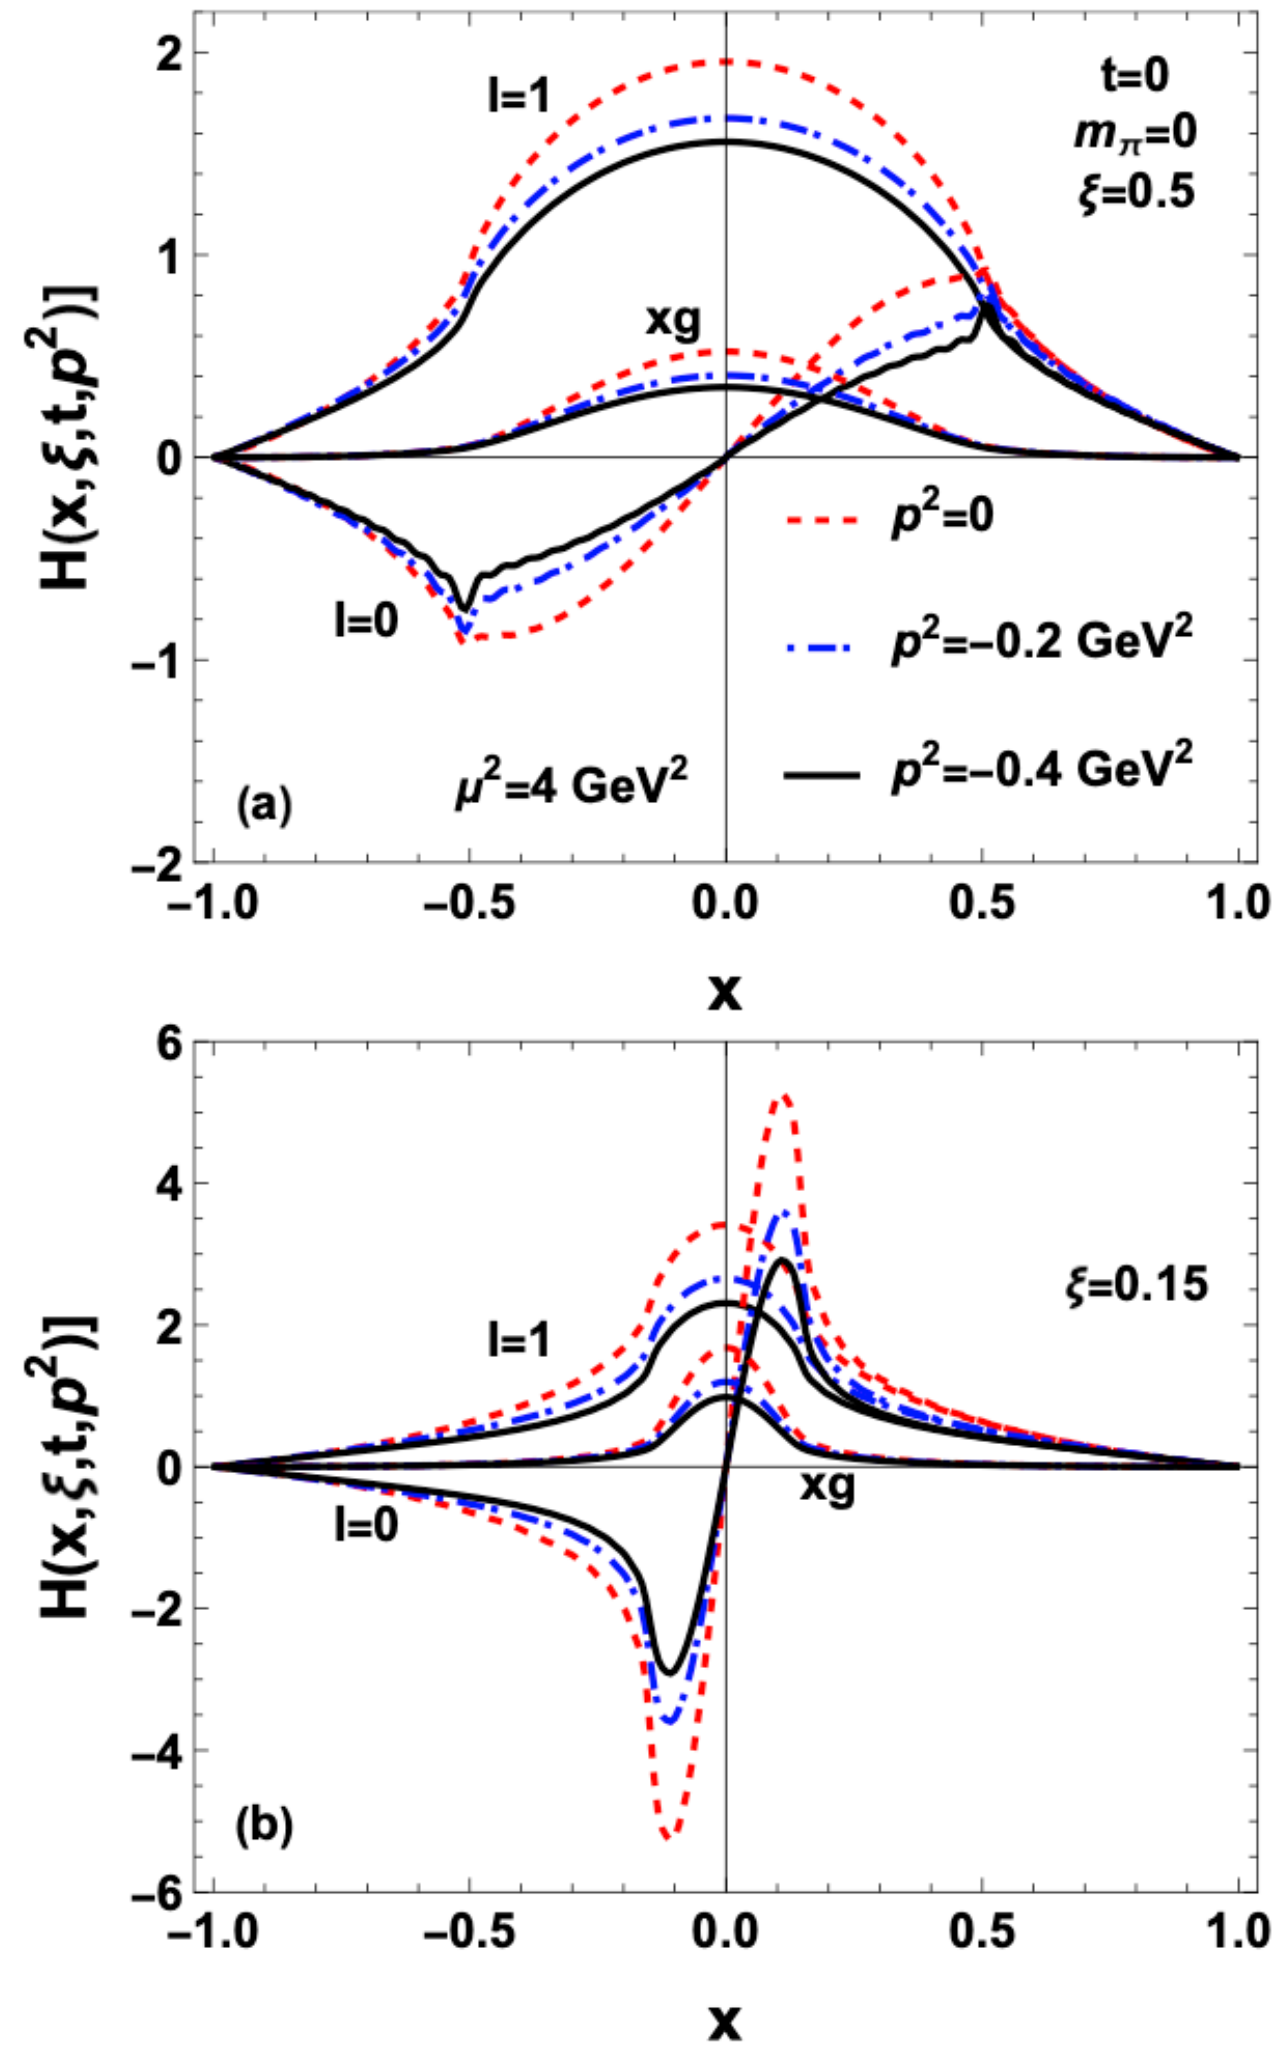 2
1
0
−1
−2
H(x,ξ,t,p²)]
I=1
t=0
mπ=0
ξ=0.5
xg
p²=0
I=0
p²=−0.2 GeV²
p²=−0.4 GeV²
μ²=4 GeV²
(a)
−1.0 −0.5 0.0 0.5 1.0
x
6
4
2
0
−2
−4
−6
H(x,ξ,t,p²)]
ξ=0.15
I=1
xg
I=0
(b)
−1.0 −0.5 0.0 0.5 1.0
x